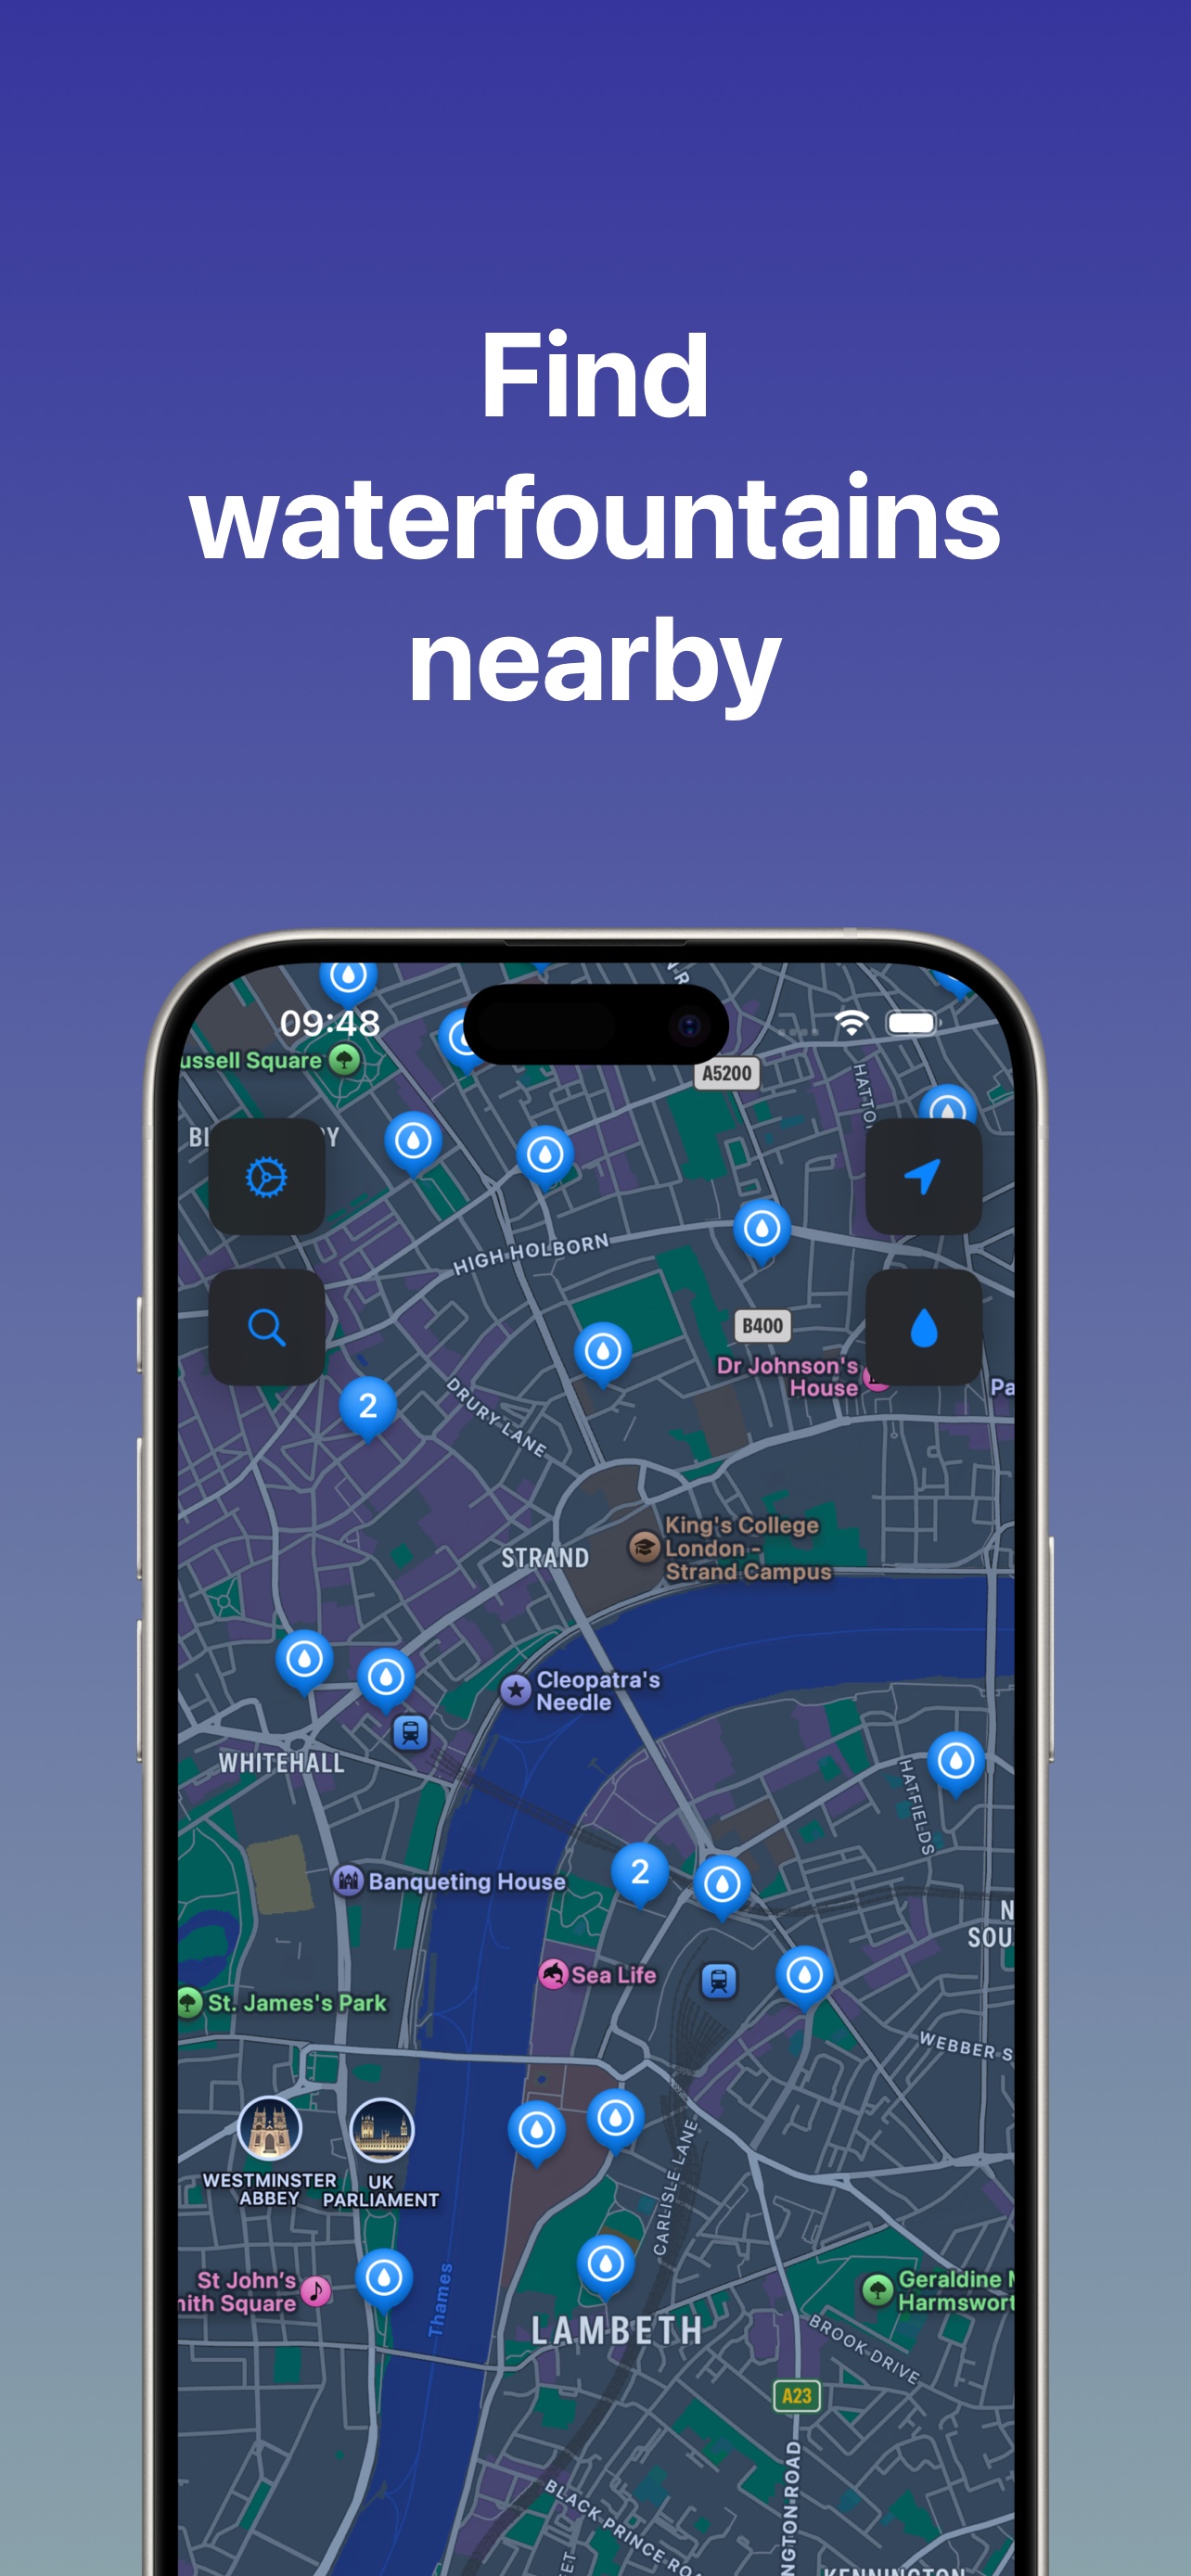 Find
waterfountains
nearby
09:48
ussell Square
A5200
HATTO
HIGH HOLBORN
B400
Dr Johnson's
House
Pa
2
DRURY LANE
King's College
London -
Strand Campus
STRAND
Cleopatra's
Needle
WHITEHALL
HATFIELDS
2
Banqueting House
N
SOU
Sea Life
St. James's Park
WEBBER S
WESTMINSTER
ABBEY
UK
PARLIAMENT
CARLISLE LANE
St John's
mith Square
Thames
Geraldine M
Harmswort
LAMBETH
BROOK DRIVE
A23
NGTON ROAD
BLACK PRINCE ROA
EET
KENNINGTON